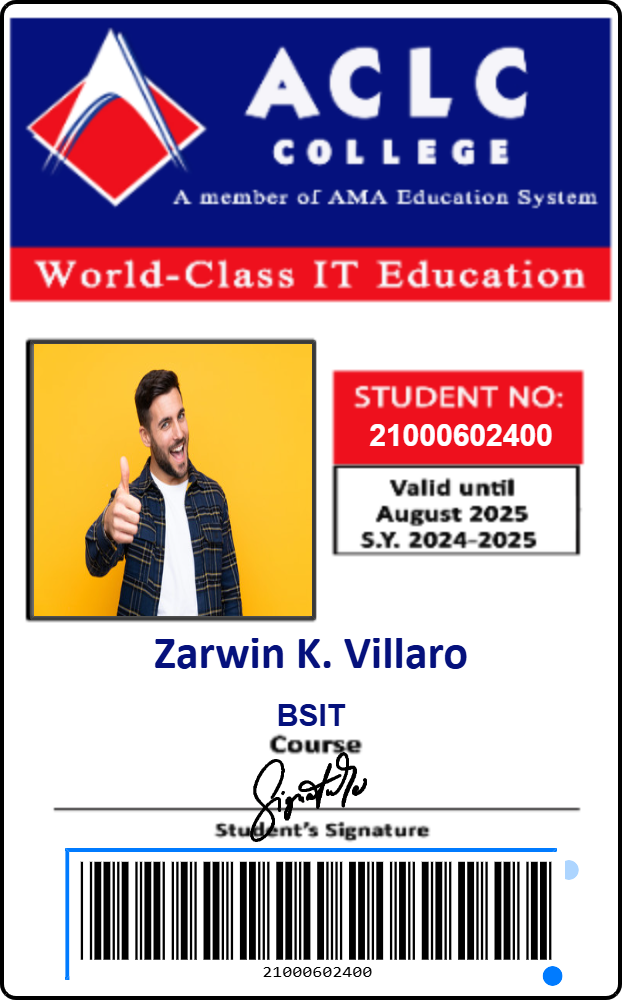 ACLC
COLLEGE
A member of AMA Education System
World-Class IT Education
STUDENT NO:
21000602400
Valid until
August 2025
S.Y. 2024-2025
Zarwin K. Villaro
BSIT
Course
Signature
Student's Signature
21000602400